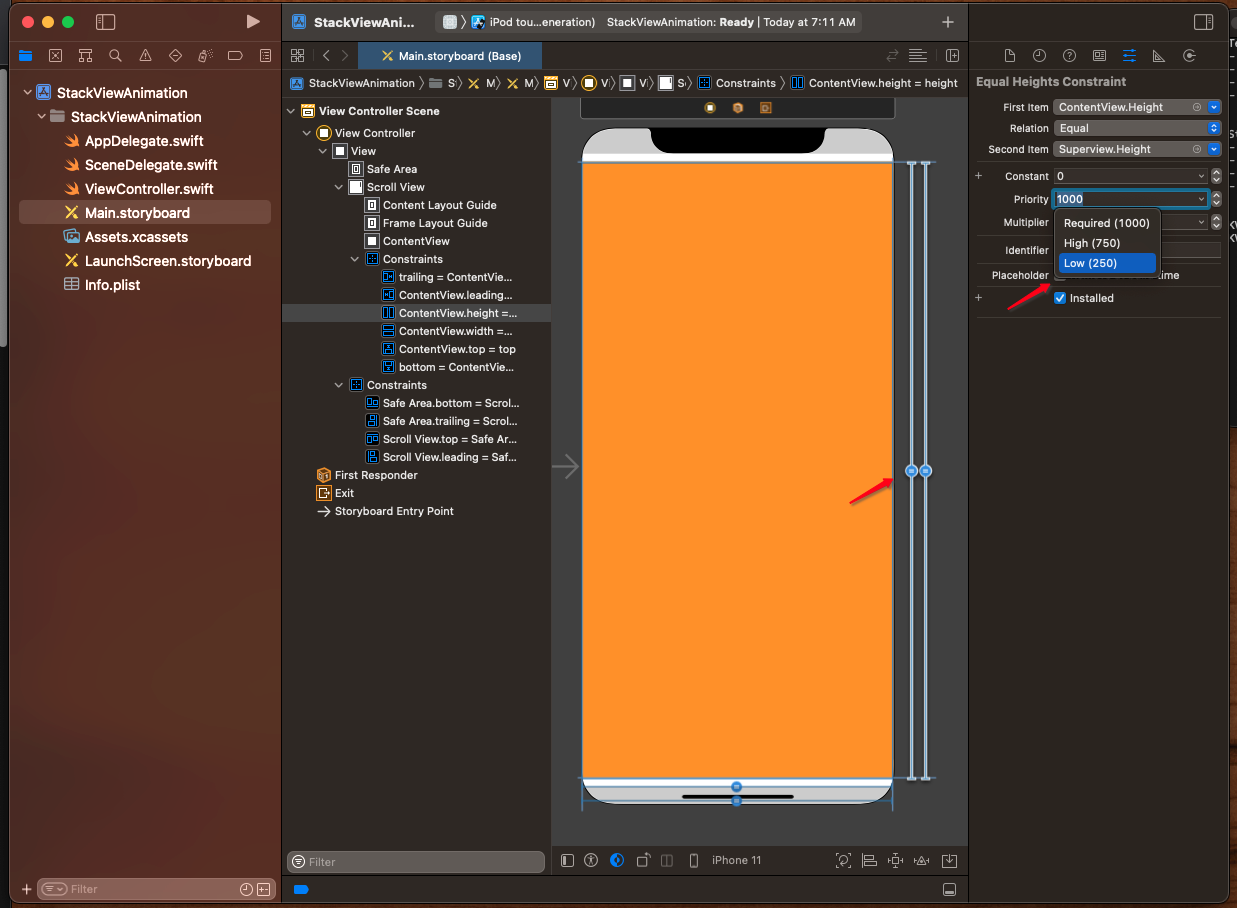 StackViewAnimation
StackViewAnimation
AppDelegate.swift
SceneDelegate.swift
ViewController.swift
Main.storyboard
Assets.xcassets
LaunchScreen.storyboard
Info.plist
Filter
StackViewAni...
iPod tou...eneration)
StackViewAnimation: Ready | Today at 7:11 AM
Main.storyboard (Base)
StackViewAnimation
Constraints
ContentView.height = height
View Controller Scene
View Controller
View
Safe Area
Scroll View
Content Layout Guide
Frame Layout Guide
ContentView
Constraints
trailing = ContentVie...
ContentView.leading...
ContentView.height =...
ContentView.width =...
ContentView.top = top
bottom = ContentVie...
Constraints
Safe Area.bottom = Scrol...
Safe Area.trailing = Scrol...
Scroll View.top = Safe Ar...
Scroll View.leading = Saf...
First Responder
Exit
Storyboard Entry Point
Filter
iPhone 11
Equal Heights Constraint
First Item ContentView.Height
Relation Equal
Second Item Superview.Height
Constant 0
Priority 1000
Multiplier
Required (1000)
High (750)
Low (250)
Identifier
Placeholder
Installed